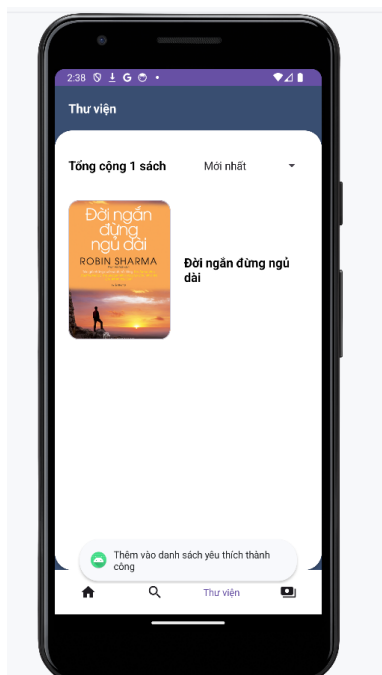 2:38
Thư viện
Tổng cộng 1 sách
Mới nhất
Đời ngắn
đừng
ngủ dài
ROBIN SHARMA
Đời ngắn đừng ngủ
dài
Thêm vào danh sách yêu thích thành
công
Thư viện